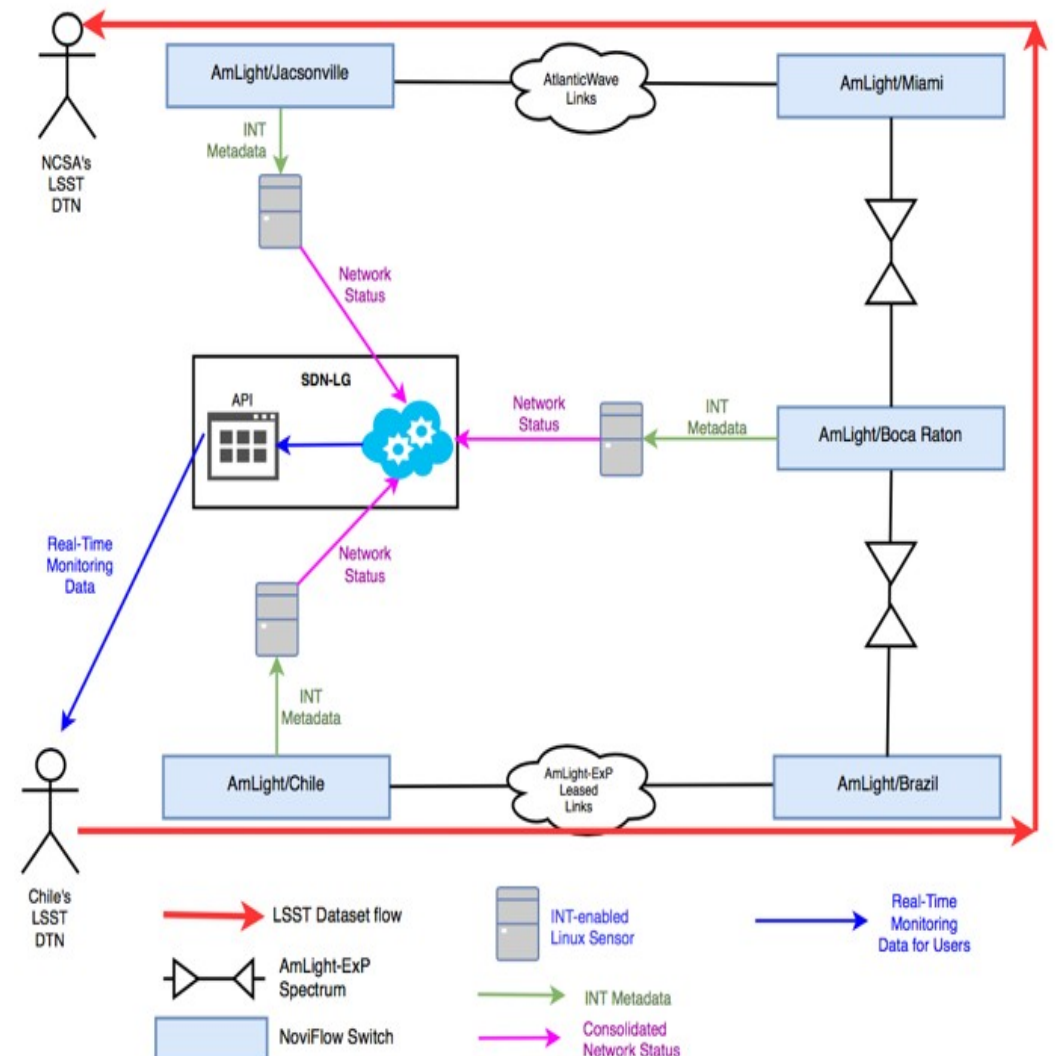 AmLight/Jacsonville
AtlanticWave
Links
AmLight/Miami
INT
Metadata
NCSA's
LSST
DTN
Network
Status
SDN-LG
API
Network
Status
INT
Metadata
AmLight/Boca Raton
Real-Time
Monitoring
Data
Network
Status
INT
Metadata
AmLight/Chile
AmLight-ExP
Leased
Links
AmLight/Brazil
Chile's
LSST
DTN
LSST Dataset flow
INT-enabled
Linux Sensor
Real-Time
Monitoring
Data for Users
AmLight-ExP
Spectrum
INT Metadata
NoviFlow Switch
Consolidated
Network Status